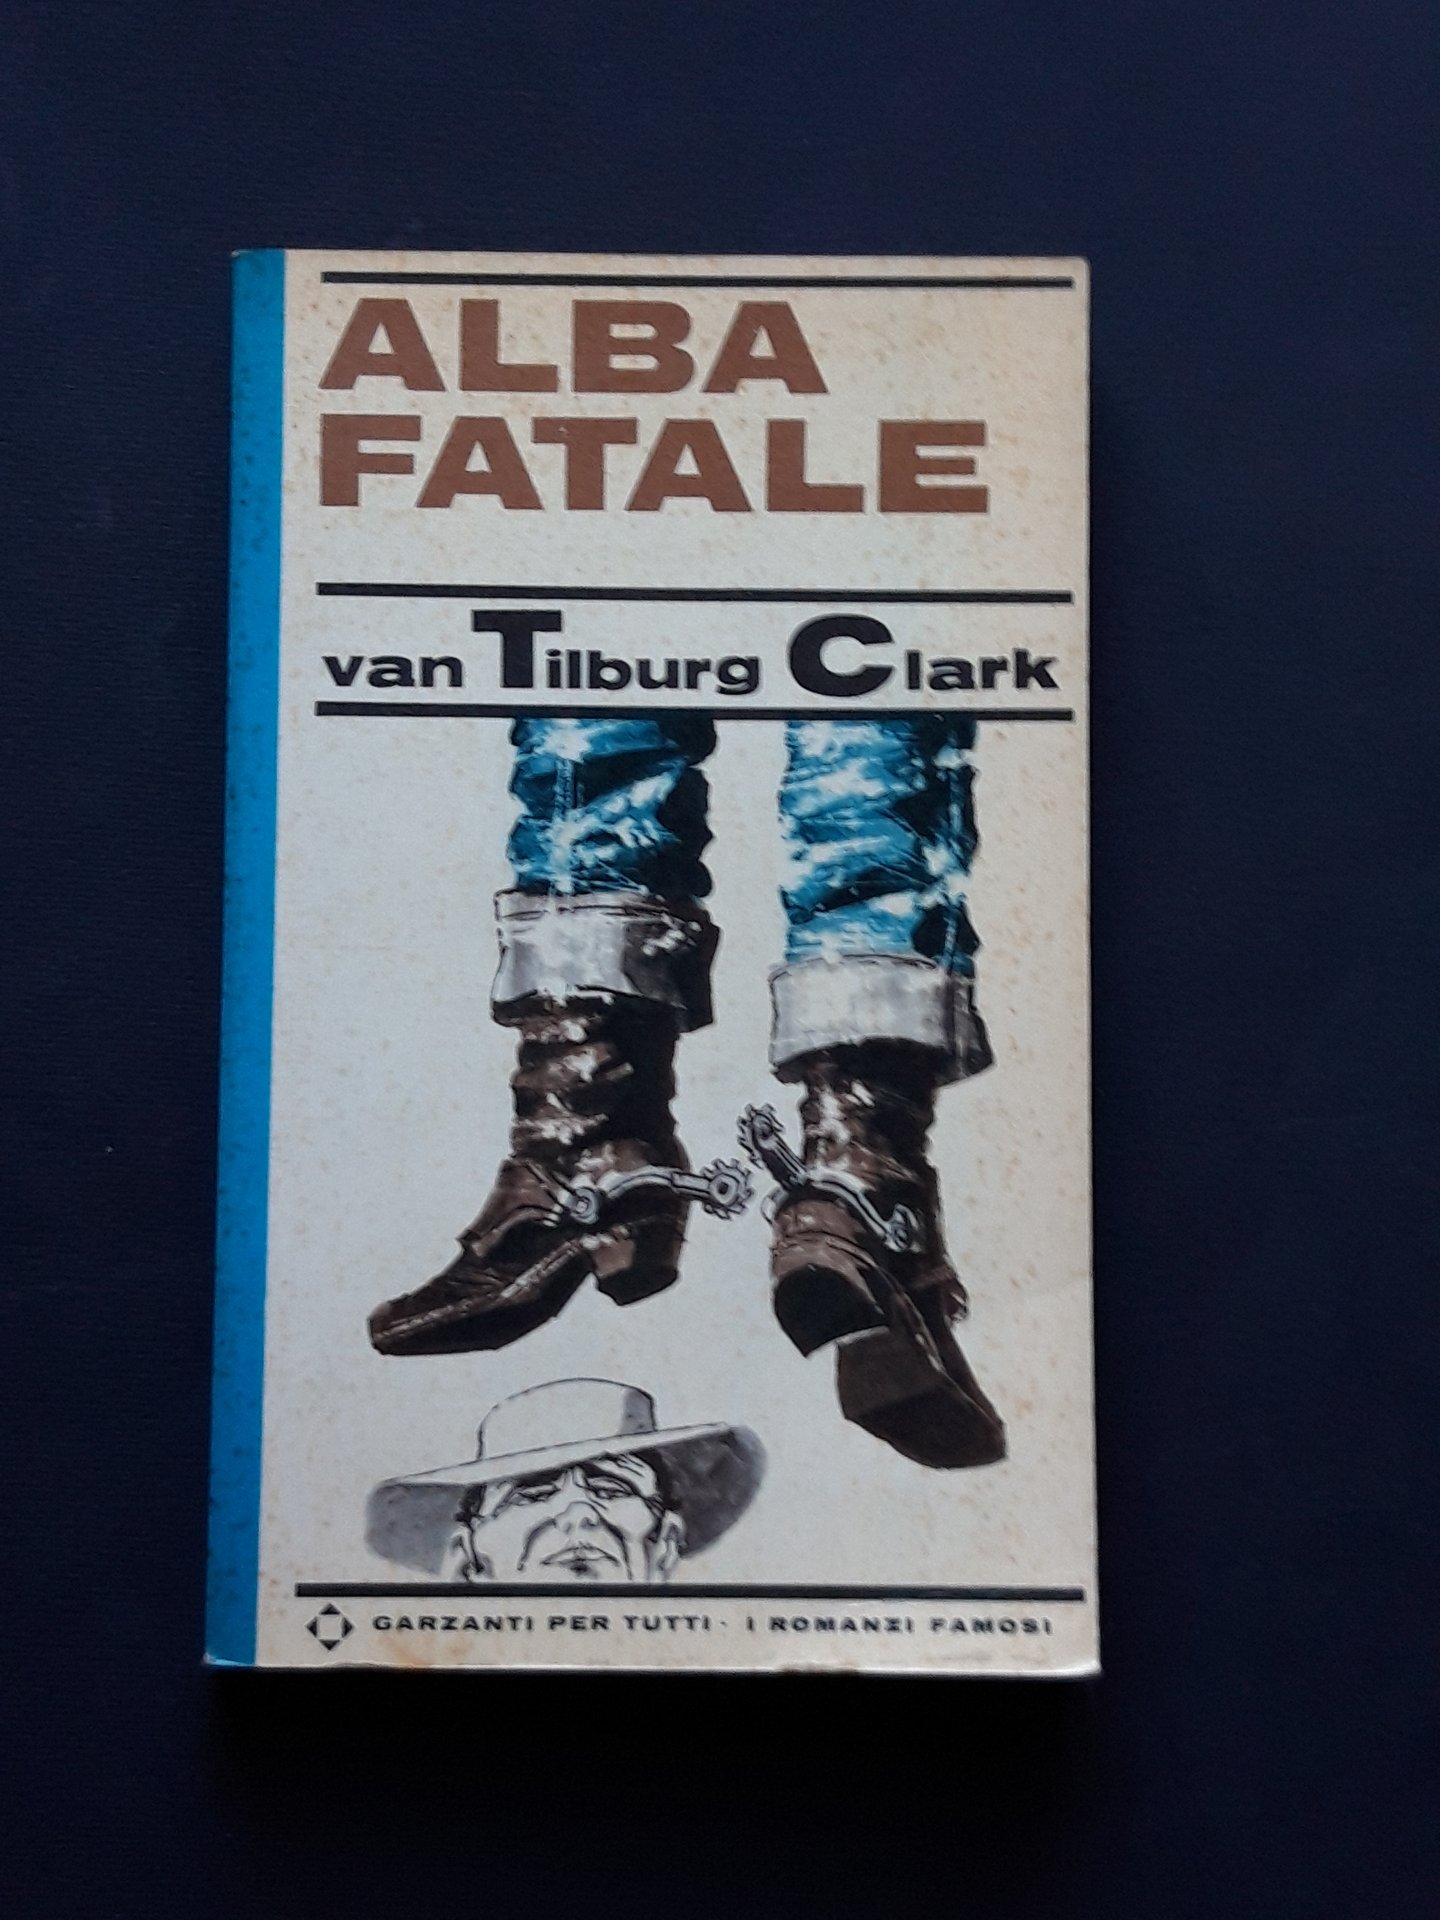 ALBA
FATALE
van Tilburg Clark
GARZANTI PER TUTTI · I ROMANZI FAMOSI